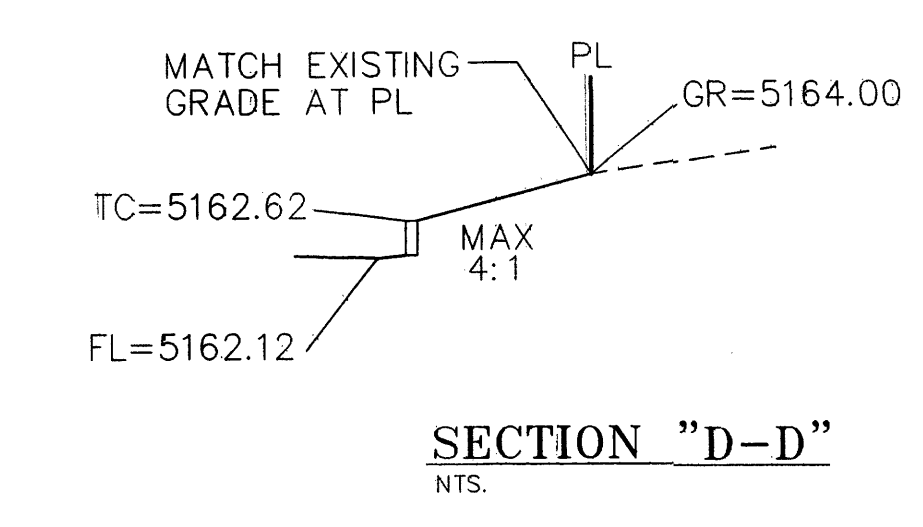 MATCH EXISTING
GRADE AT PL
PL
GR=5164.00
TC=5162.62
MAX
4:1
FL=5162.12
SECTION "D-D"
NTS.